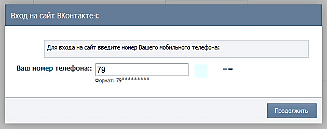 Вход на сайт ВКонтакте-с
Для входа на сайт введите номер Вашего мобильного телефона:
Ваш номер телефона:: 79
Формат: 79*********
Продолжить